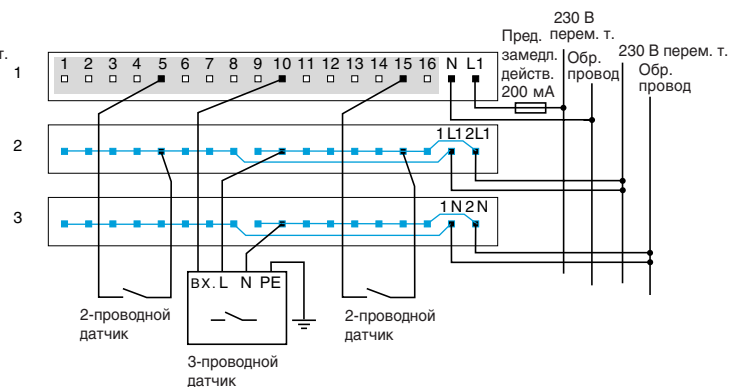 230 В
перем. т.
Пред.
замедл.
действ.
200 мА
Обр.
провод
230 В перем. т.
Обр.
провод
т.
1
1 2 3 4 5 6 7 8 9 10 11 12 13 14 15 16 N L1
2
1 L1 2L1
3
1 N 2 N
ВХ. L N PE
2-проводной
датчик
3-проводной
датчик
2-проводной
датчик